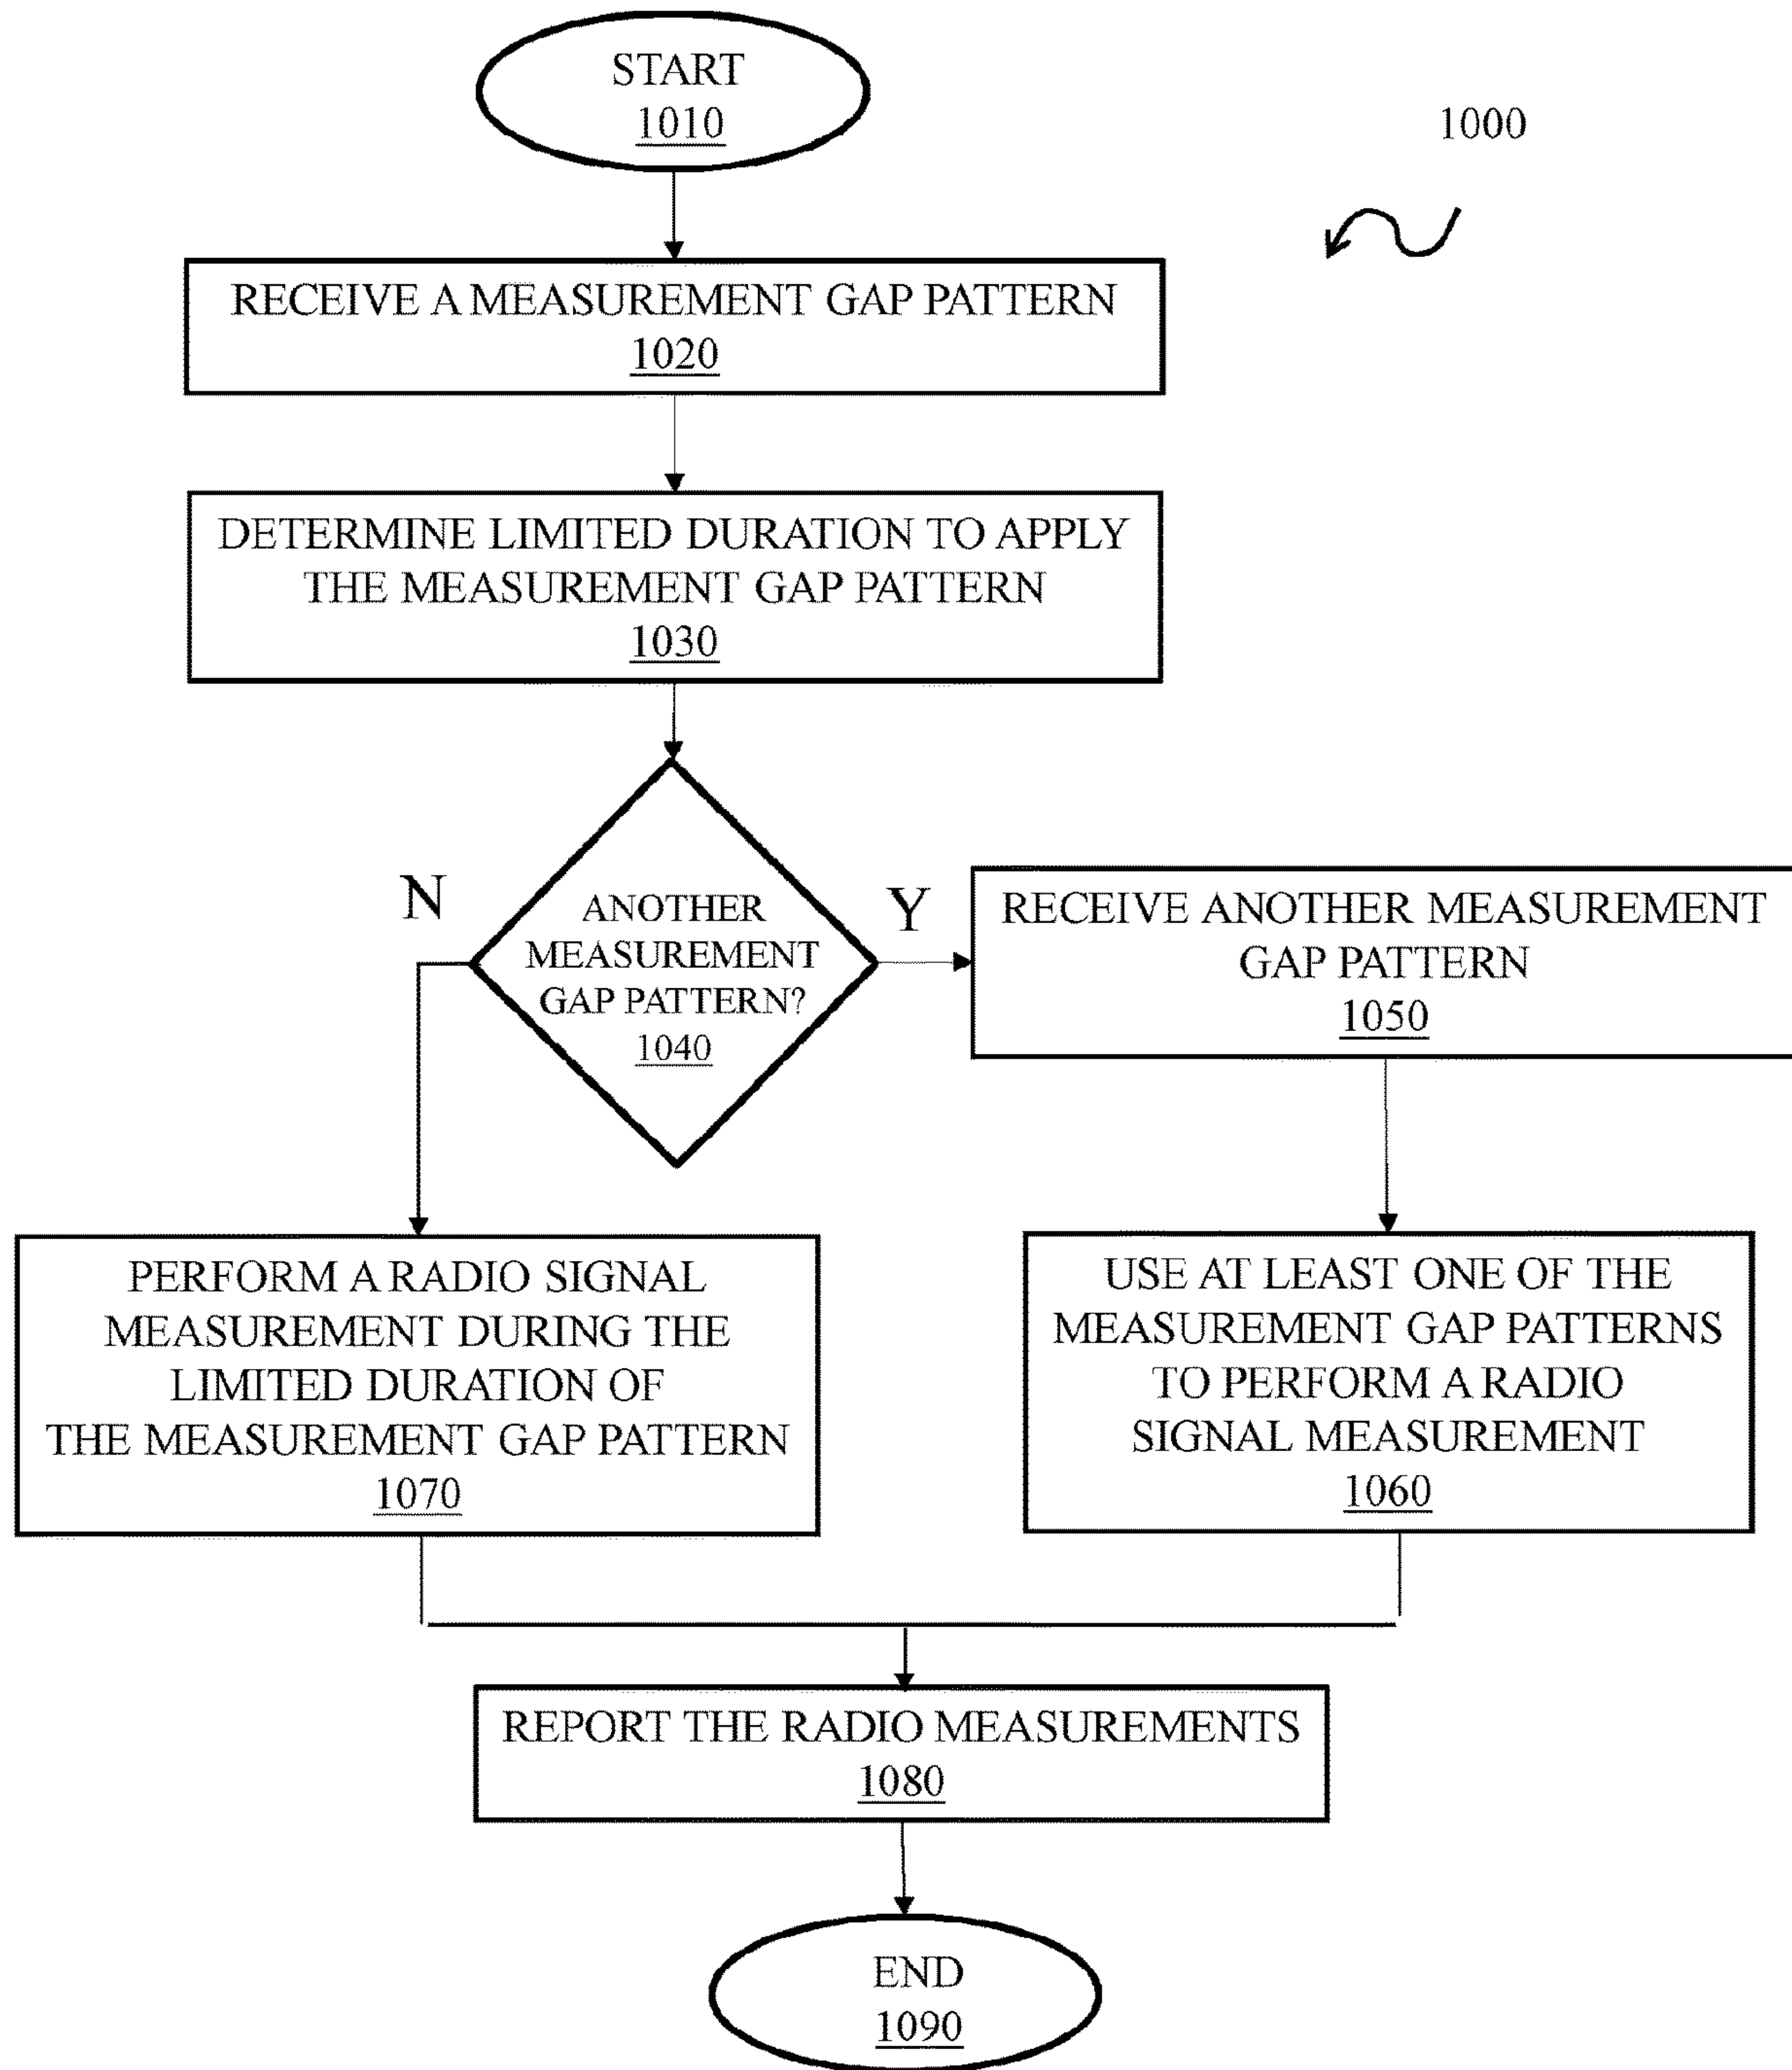 START
1010
1000
RECEIVE A MEASUREMENT GAP PATTERN
1020
DETERMINE LIMITED DURATION TO APPLY
THE MEASUREMENT GAP PATTERN
1030
N
Y
ANOTHER
MEASUREMENT
GAP PATTERN?
1040
RECEIVE ANOTHER MEASUREMENT
GAP PATTERN
1050
PERFORM A RADIO SIGNAL
MEASUREMENT DURING THE
LIMITED DURATION OF
THE MEASUREMENT GAP PATTERN
1070
USE AT LEAST ONE OF THE
MEASUREMENT GAP PATTERNS
TO PERFORM A RADIO
SIGNAL MEASUREMENT
1060
REPORT THE RADIO MEASUREMENTS
1080
END
1090